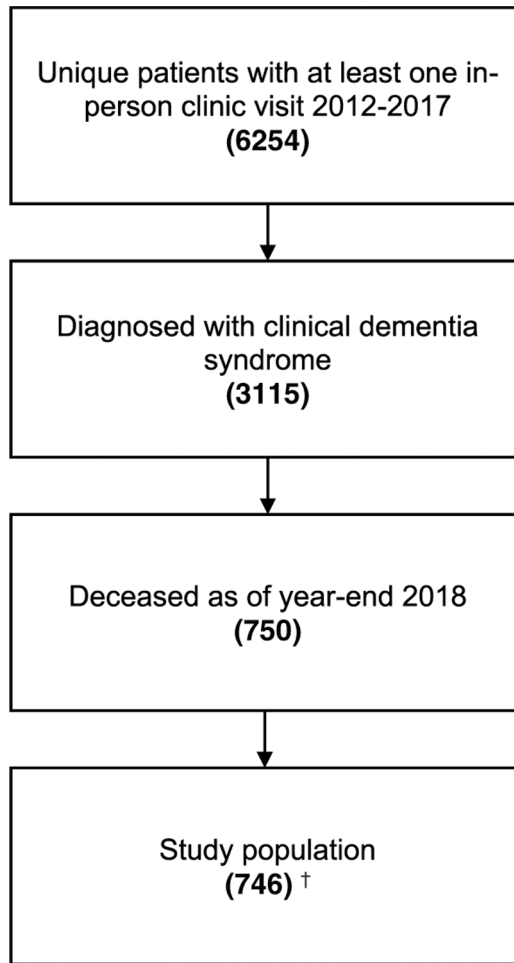 Unique patients with at least one in-
person clinic visit 2012-2017
(6254)
Diagnosed with clinical dementia
syndrome
(3115)
Deceased as of year-end 2018
(750)
Study population
(746) †